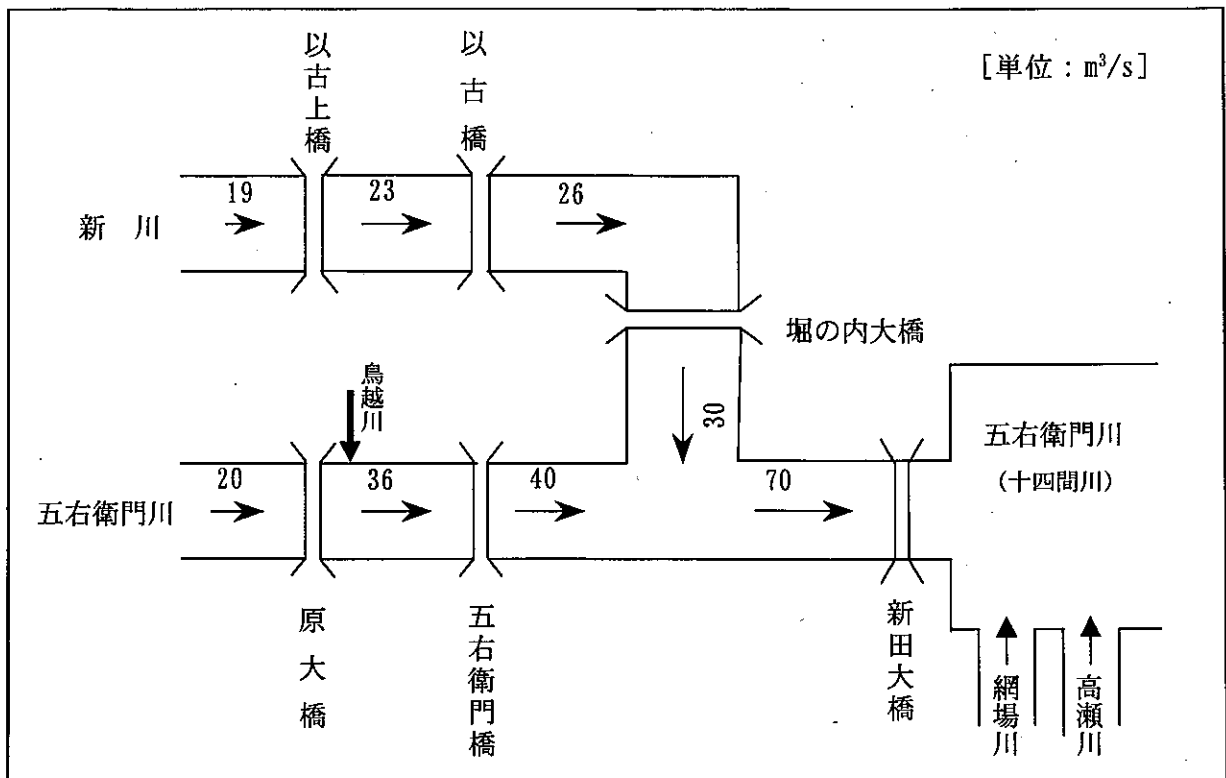 [単位：m³/s]
以古上橋
以古橋
新 川
19
23
26
堀の内大橋
30
鳥越川
五右衛門川
20
36
40
70
五右衛門川
(十四間川)
原大橋
五右衛門橋
新田大橋
網場川
高瀬川